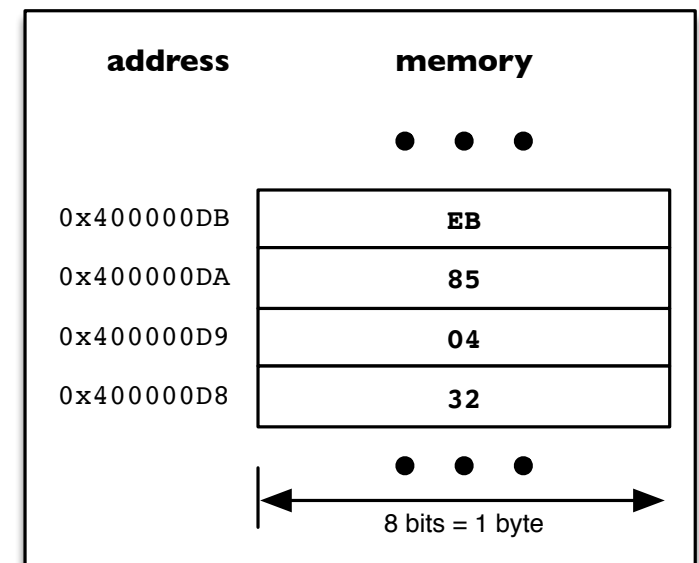 address memory
• • •
0x400000DB EB
0x400000DA 85
0x400000D9 04
0x400000D8 32
• • •
8 bits = 1 byte